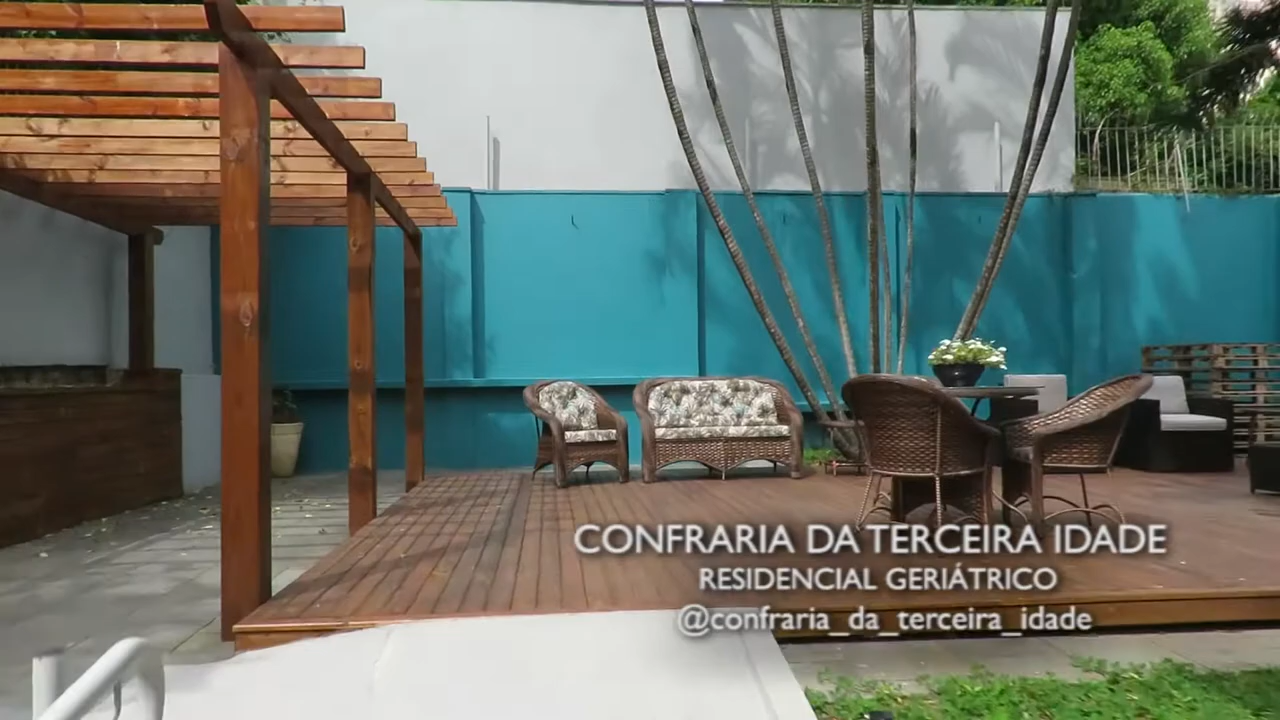 CONFRARIA DA TERCEIRA IDADE
RESIDENCIAL GERIÁTRICO
@confraria_da_terceira_idade